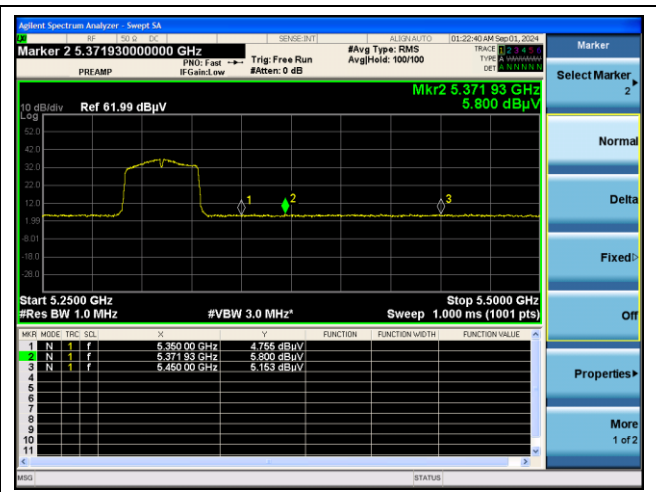 Agilent Spectrum Analyzer - Swept SA
RF 50 Ω DC SENSE:INT ALIGNAUTO 01:22:40 AM Sep 01, 2024
Marker 2 5.371930000000 GHz
PREAMP
PNO: Fast
IFGain:Low
Trig: Free Run
#Atten: 0 dB
#Avg Type: RMS
Avg|Hold: 100/100
TRACE 1 2 3 4 5 6
TYPE A WWWWW
DET A N N N N N
Mkr2 5.371 93 GHz
5.800 dBµV
10 dB/div Ref 61.99 dBµV
Log
52.0
42.0
32.0
22.0
12.0
1.99
-8.01
-18.0
-28.0
1
2
3
Start 5.2500 GHz Stop 5.5000 GHz
#Res BW 1.0 MHz #VBW 3.0 MHz* Sweep 1.000 ms (1001 pts)
MKR MODE TRC SCL X Y FUNCTION FUNCTION WIDTH FUNCTION VALUE
1 N 1 f 5.350 00 GHz 4.755 dBµV
2 N 1 f 5.371 93 GHz 5.800 dBµV
3 N 1 f 5.450 00 GHz 5.153 dBµV
4
5
6
7
8
9
10
11
MSG STATUS
Marker
Select Marker
2
Normal
Delta
Fixed
Off
Properties
More
1 of 2